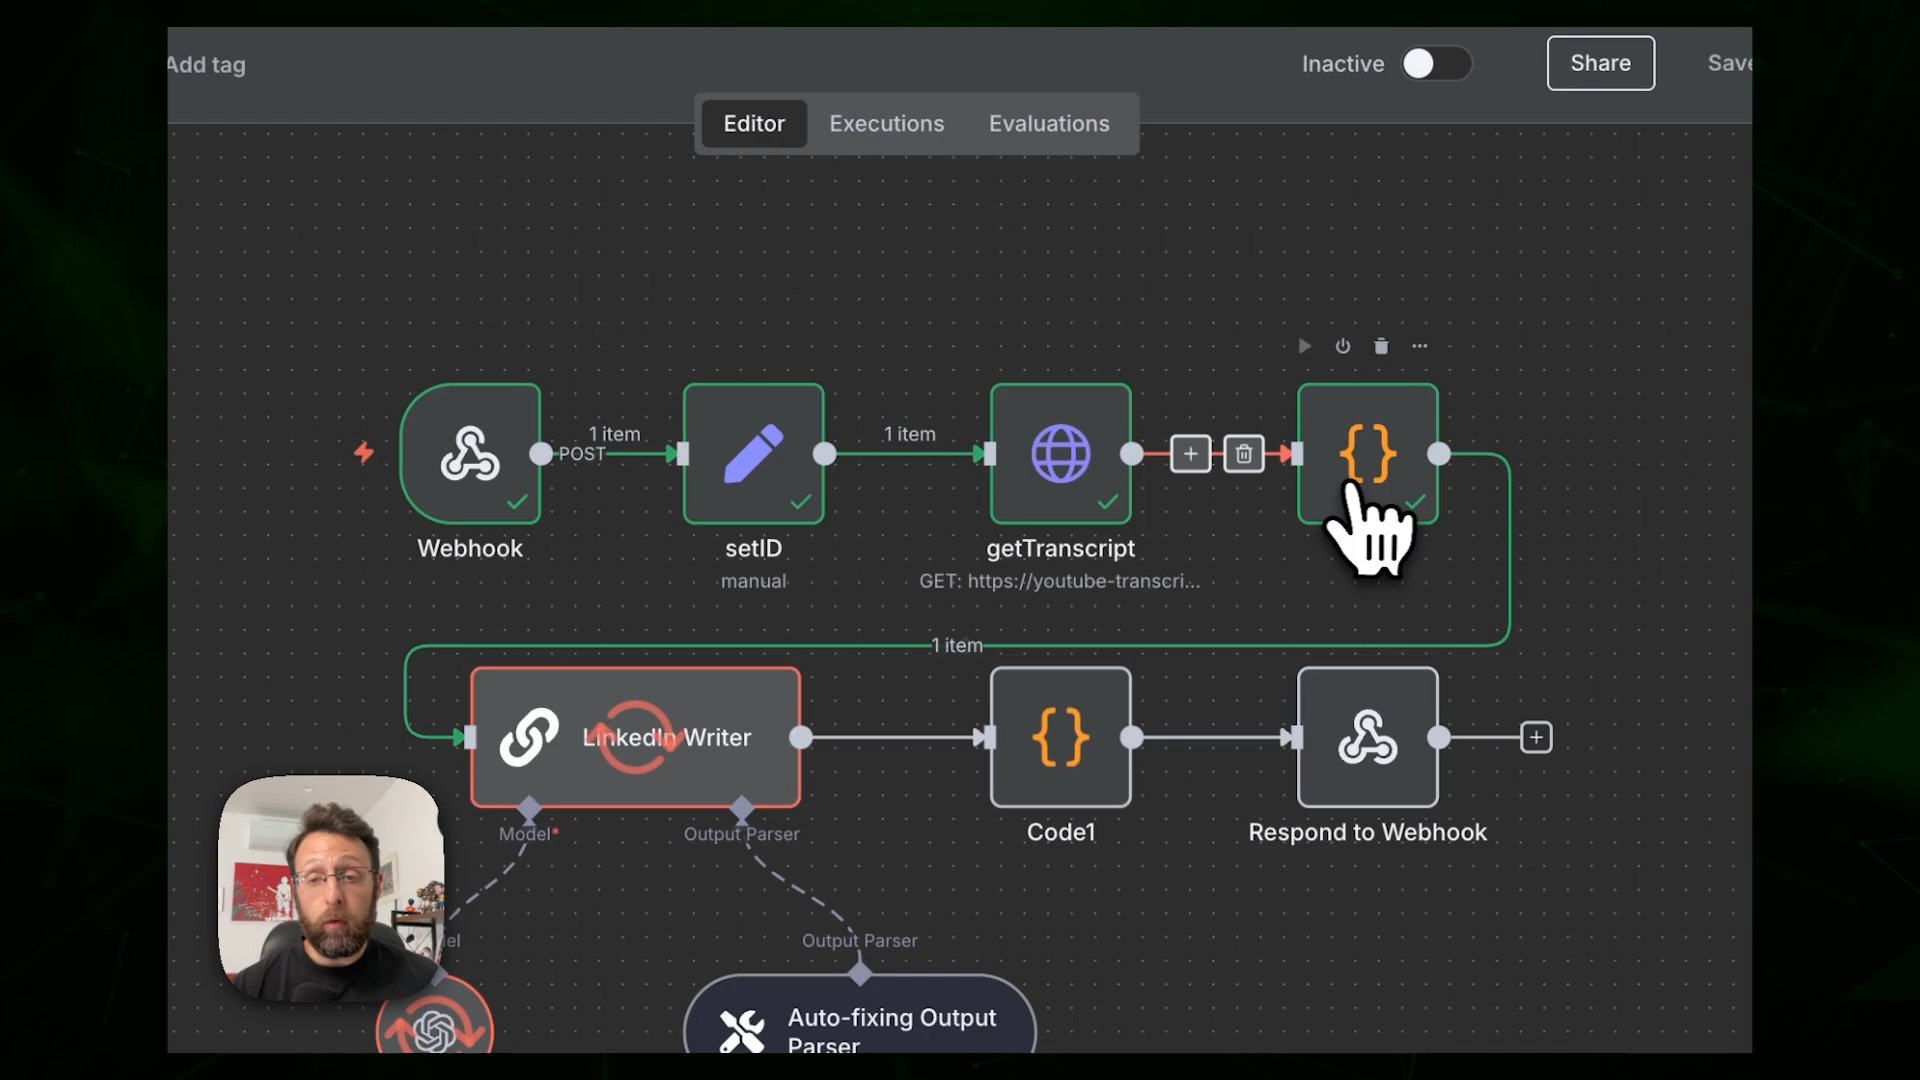 Add tag
Inactive
Share
Save
Editor
Executions
Evaluations
1 item
POST
1 item
Webhook
setID
manual
getTranscript
GET: https://youtube-transcri...
1 item
LinkedIn Writer
Model*
Output Parser
Code1
Respond to Webhook
Output Parser
Auto-fixing Output
Parser